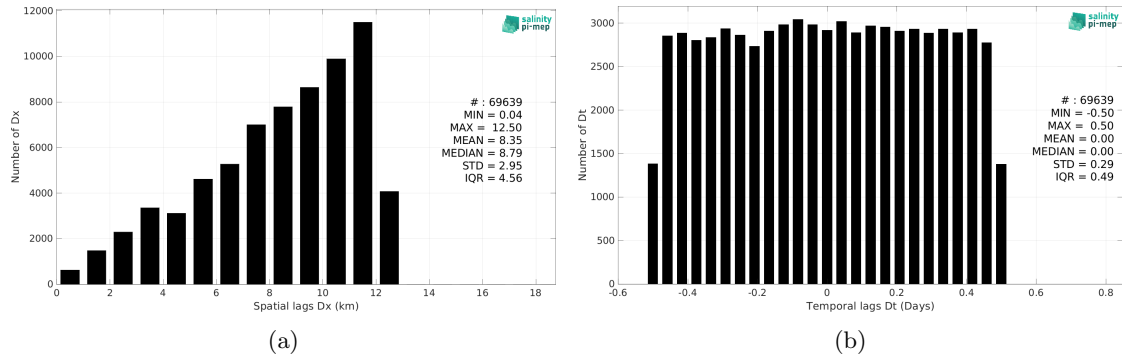 12000
10000
8000
6000
4000
2000
0
Number of Dx
0 2 4 6 8 10 12 14 16 18
Spatial lags Dx (km)
salinity
pi-mep
# : 69639
MIN = 0.04
MAX = 12.50
MEAN = 8.35
MEDIAN = 8.79
STD = 2.95
IQR = 4.56
(a)
3000
2500
2000
1500
1000
500
0
Number of Dt
-0.6 -0.4 -0.2 0 0.2 0.4 0.6 0.8
Temporal lags Dt (Days)
salinity
pi-mep
# : 69639
MIN = -0.50
MAX = 0.50
MEAN = 0.00
MEDIAN = 0.00
STD = 0.29
IQR = 0.49
(b)